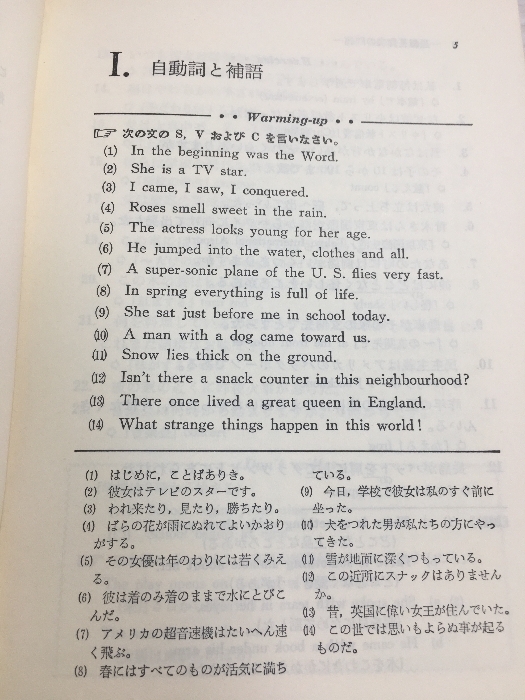 5
I. 自動詞と補語
Warming-up
☞ 次の文の S, V および C を言いなさい。
(1) In the beginning was the Word.
(2) She is a TV star.
(3) I came, I saw, I conquered.
(4) Roses smell sweet in the rain.
(5) The actress looks young for her age.
(6) He jumped into the water, clothes and all.
(7) A super-sonic plane of the U. S. flies very fast.
(8) In spring everything is full of life.
(9) She sat just before me in school today.
(10) A man with a dog came toward us.
(11) Snow lies thick on the ground.
(12) Isn't there a snack counter in this neighbourhood?
(13) There once lived a great queen in England.
(14) What strange things happen in this world!
(1) はじめに，ことばありき。
(2) 彼女はテレビのスターです。
(3) われ来たり，見たり，勝ちたり。
(4) ばらの花が雨にぬれてよいかおり
がする。
(5) その女優は年のわりには若くみえ
る。
(6) 彼は着のみ着のままで水にとびこ
んだ。
(7) アメリカの超音速機はたいへん速
く飛ぶ。
(8) 春にはすべてのものが活気に満ち
ている。
(9) 今日，学校で彼女は私のすぐ前に
坐った。
(10) 犬をつれた男が私たちの方にやっ
てきた。
(11) 雪が地面に深くつもっている。
(12) この近所にスナックはありません
か。
(13) 昔，英国に偉い女王が住んでいた。
(14) この世では思いもよらぬ事が起る
ものだ。